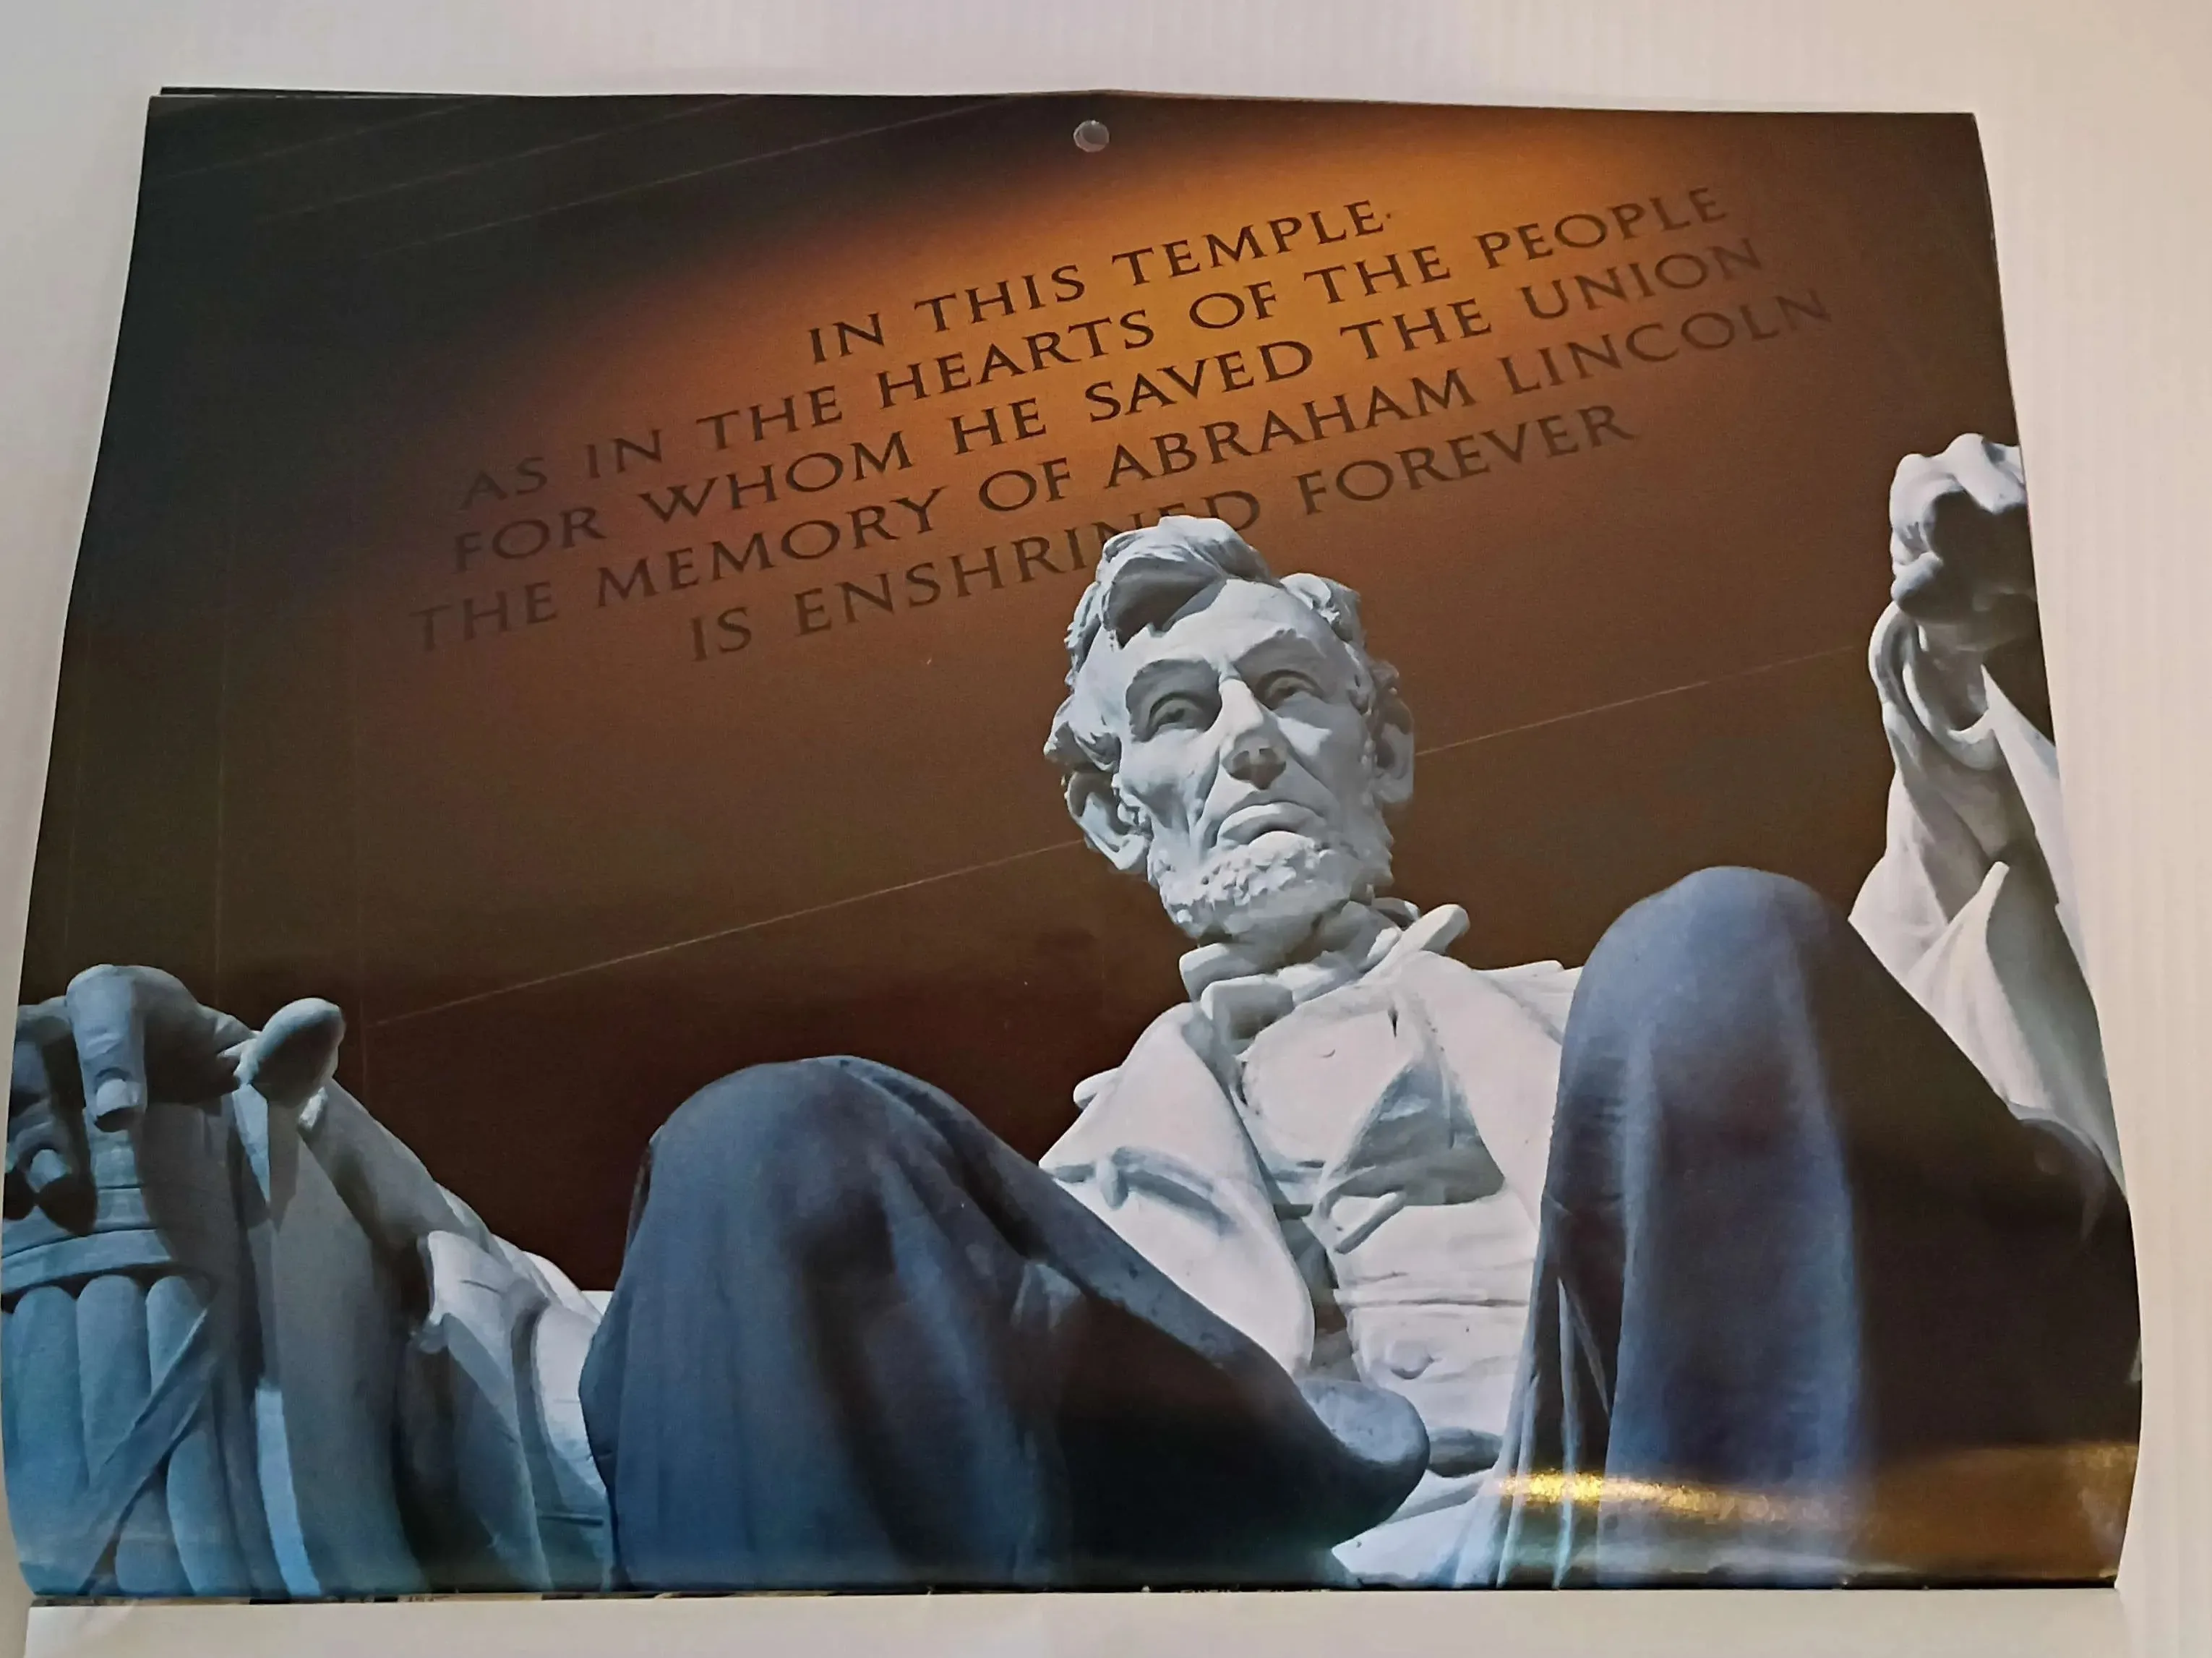 IN THIS TEMPLE
AS IN THE HEARTS OF THE PEOPLE
FOR WHOM HE SAVED THE UNION
THE MEMORY OF ABRAHAM LINCOLN
IS ENSHRINED FOREVER